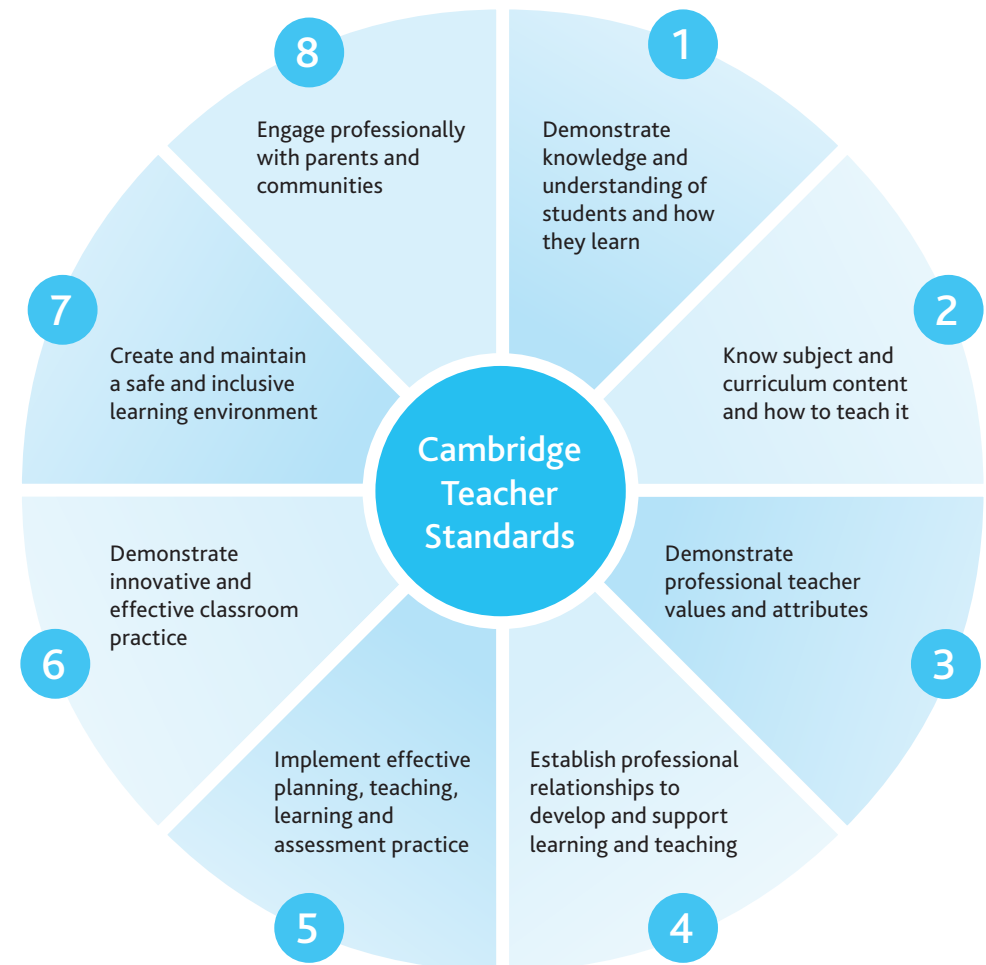 Cambridge
Teacher
Standards
1
Demonstrate
knowledge and
understanding of
students and how
they learn
2
Know subject and
curriculum content
and how to teach it
3
Demonstrate
professional teacher
values and attributes
4
Establish professional
relationships to
develop and support
learning and teaching
5
Implement effective
planning, teaching,
learning and
assessment practice
6
Demonstrate
innovative and
effective classroom
practice
7
Create and maintain
a safe and inclusive
learning environment
8
Engage professionally
with parents and
communities